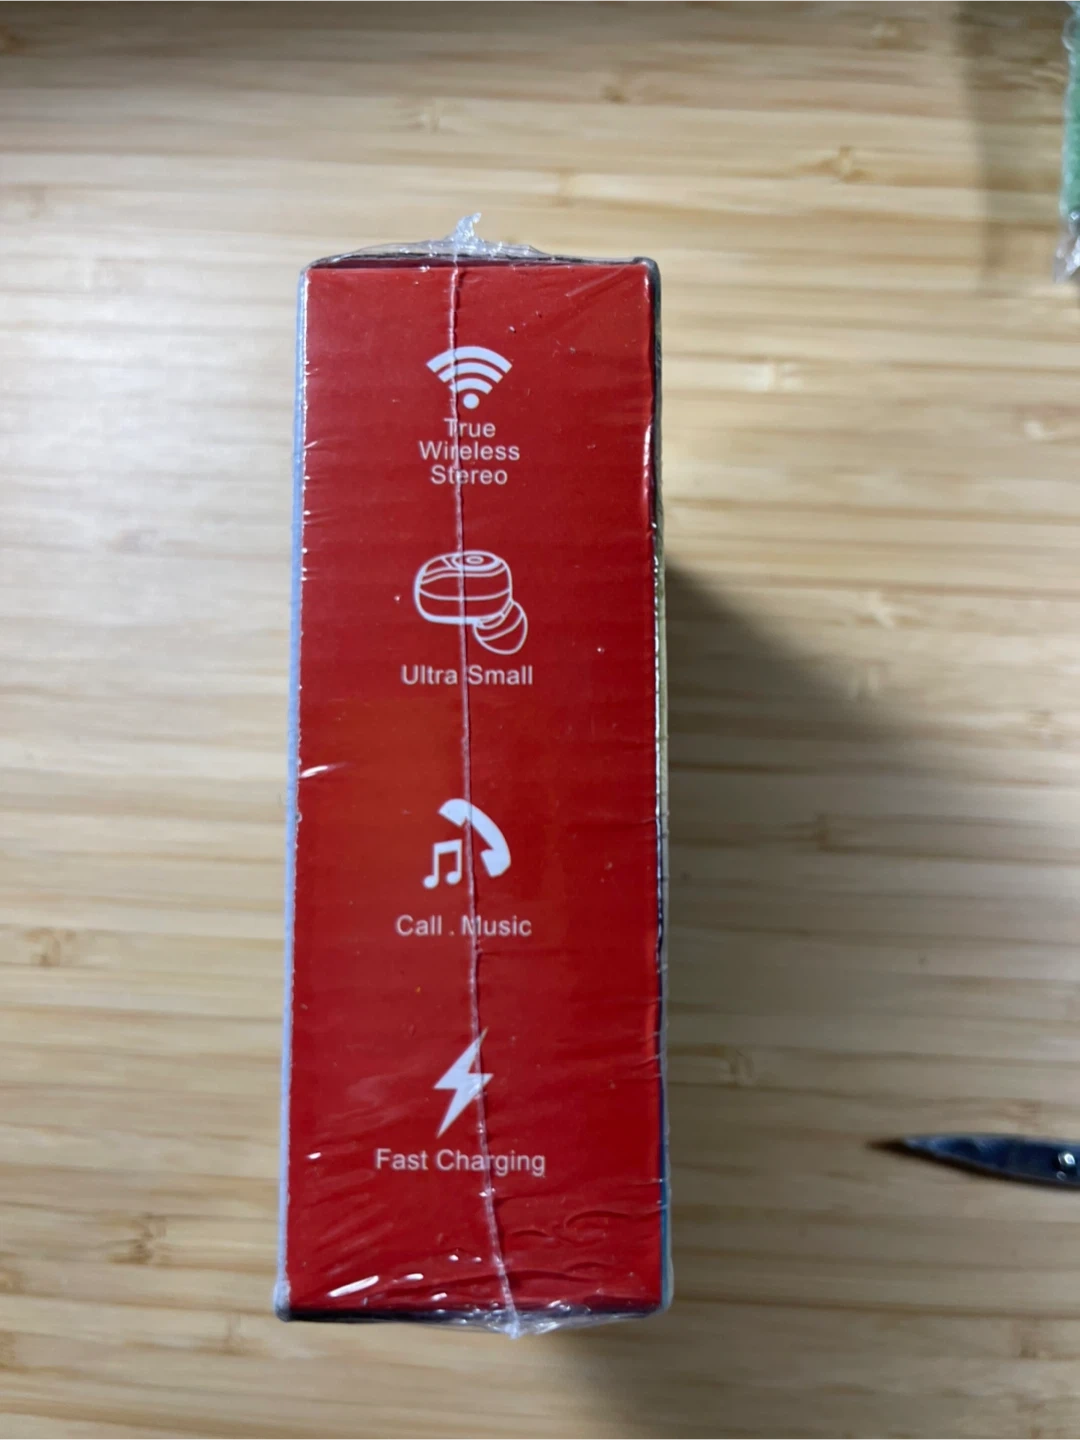 True
Wireless
Stereo
Ultra Small
Call . Music
Fast Charging